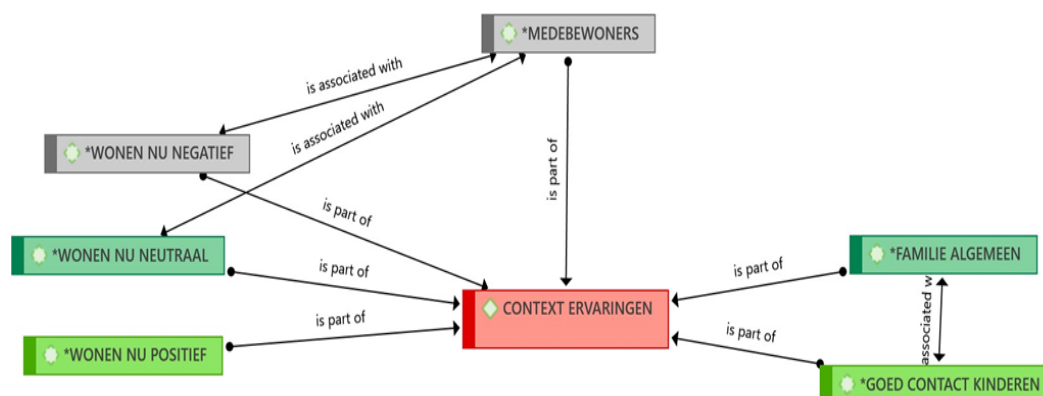 *MEDEBEWONERS
is associated with
is associated with
*WONEN NU NEGATIEF
is part of
is part of
*WONEN NU NEUTRAAL
is part of
*FAMILIE ALGEMEEN
is part of
CONTEXT ERVARINGEN
is part of
is part of
associated w
*WONEN NU POSITIEF
*GOED CONTACT KINDEREN